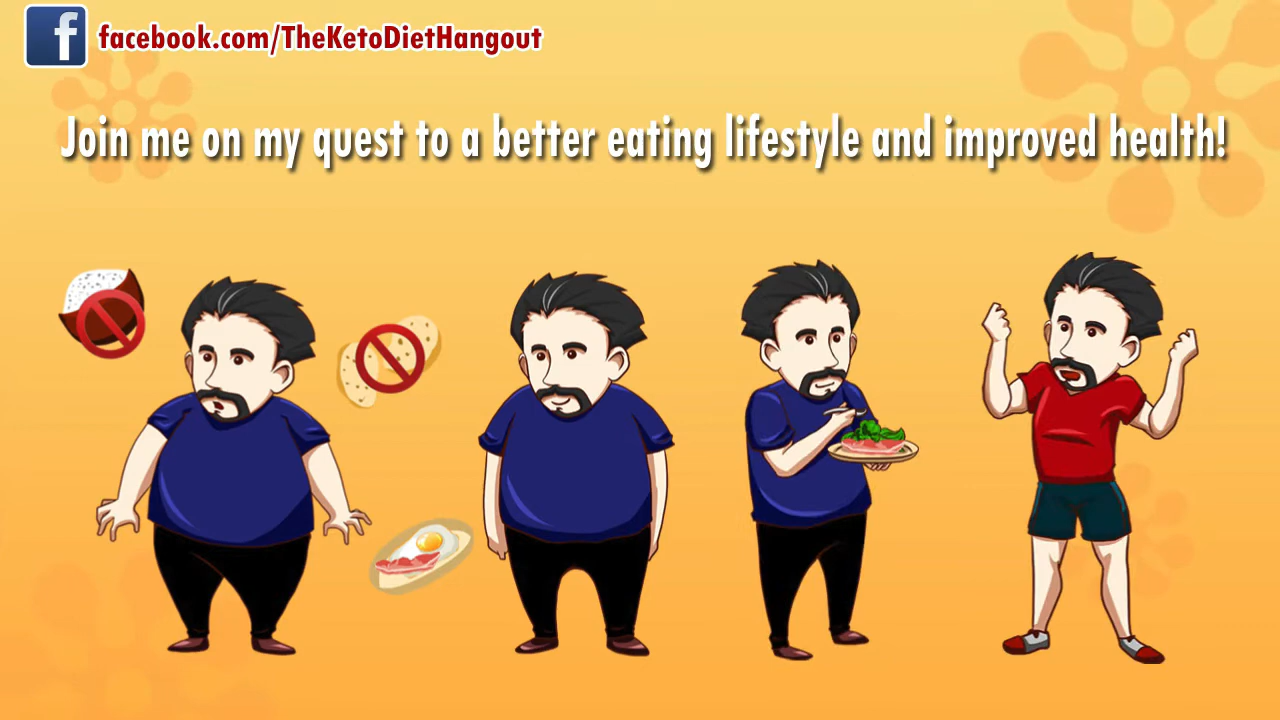 facebook.com/TheKetoDietHangout
Join me on my quest to a better eating lifestyle and improved health!